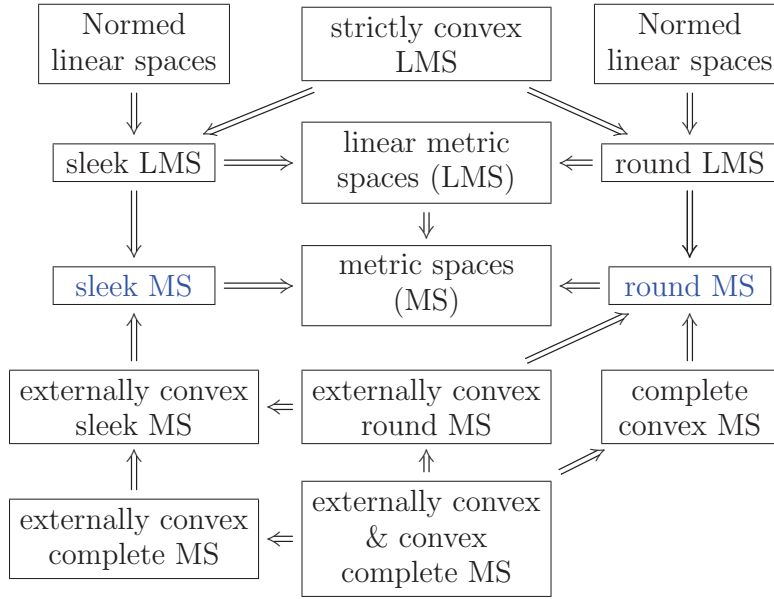 Normed
linear spaces
strictly convex
LMS
Normed
linear spaces
sleek LMS
linear metric
spaces (LMS)
round LMS
sleek MS
metric spaces
(MS)
round MS
externally convex
sleek MS
externally convex
round MS
complete
convex MS
externally convex
complete MS
externally convex
& convex
complete MS